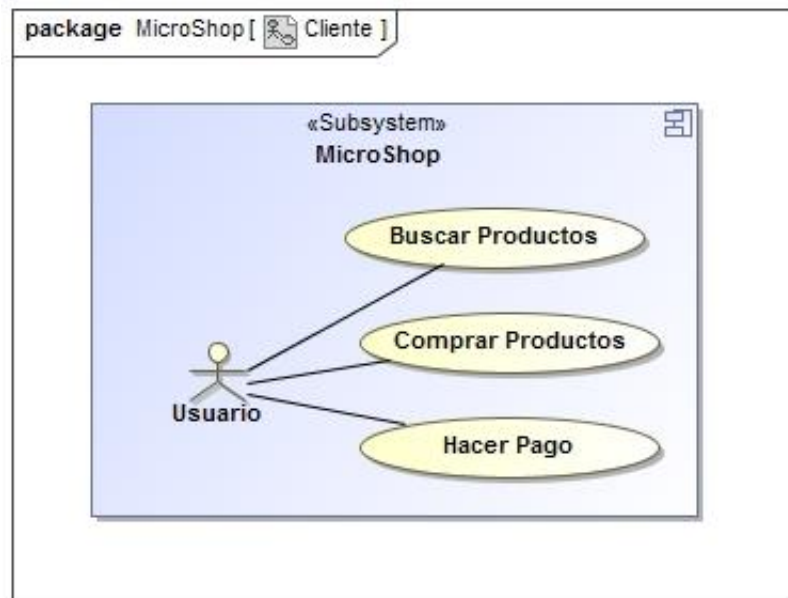 package MicroShop [ Cliente ]
«Subsystem»
MicroShop
Buscar Productos
Comprar Productos
Usuario
Hacer Pago